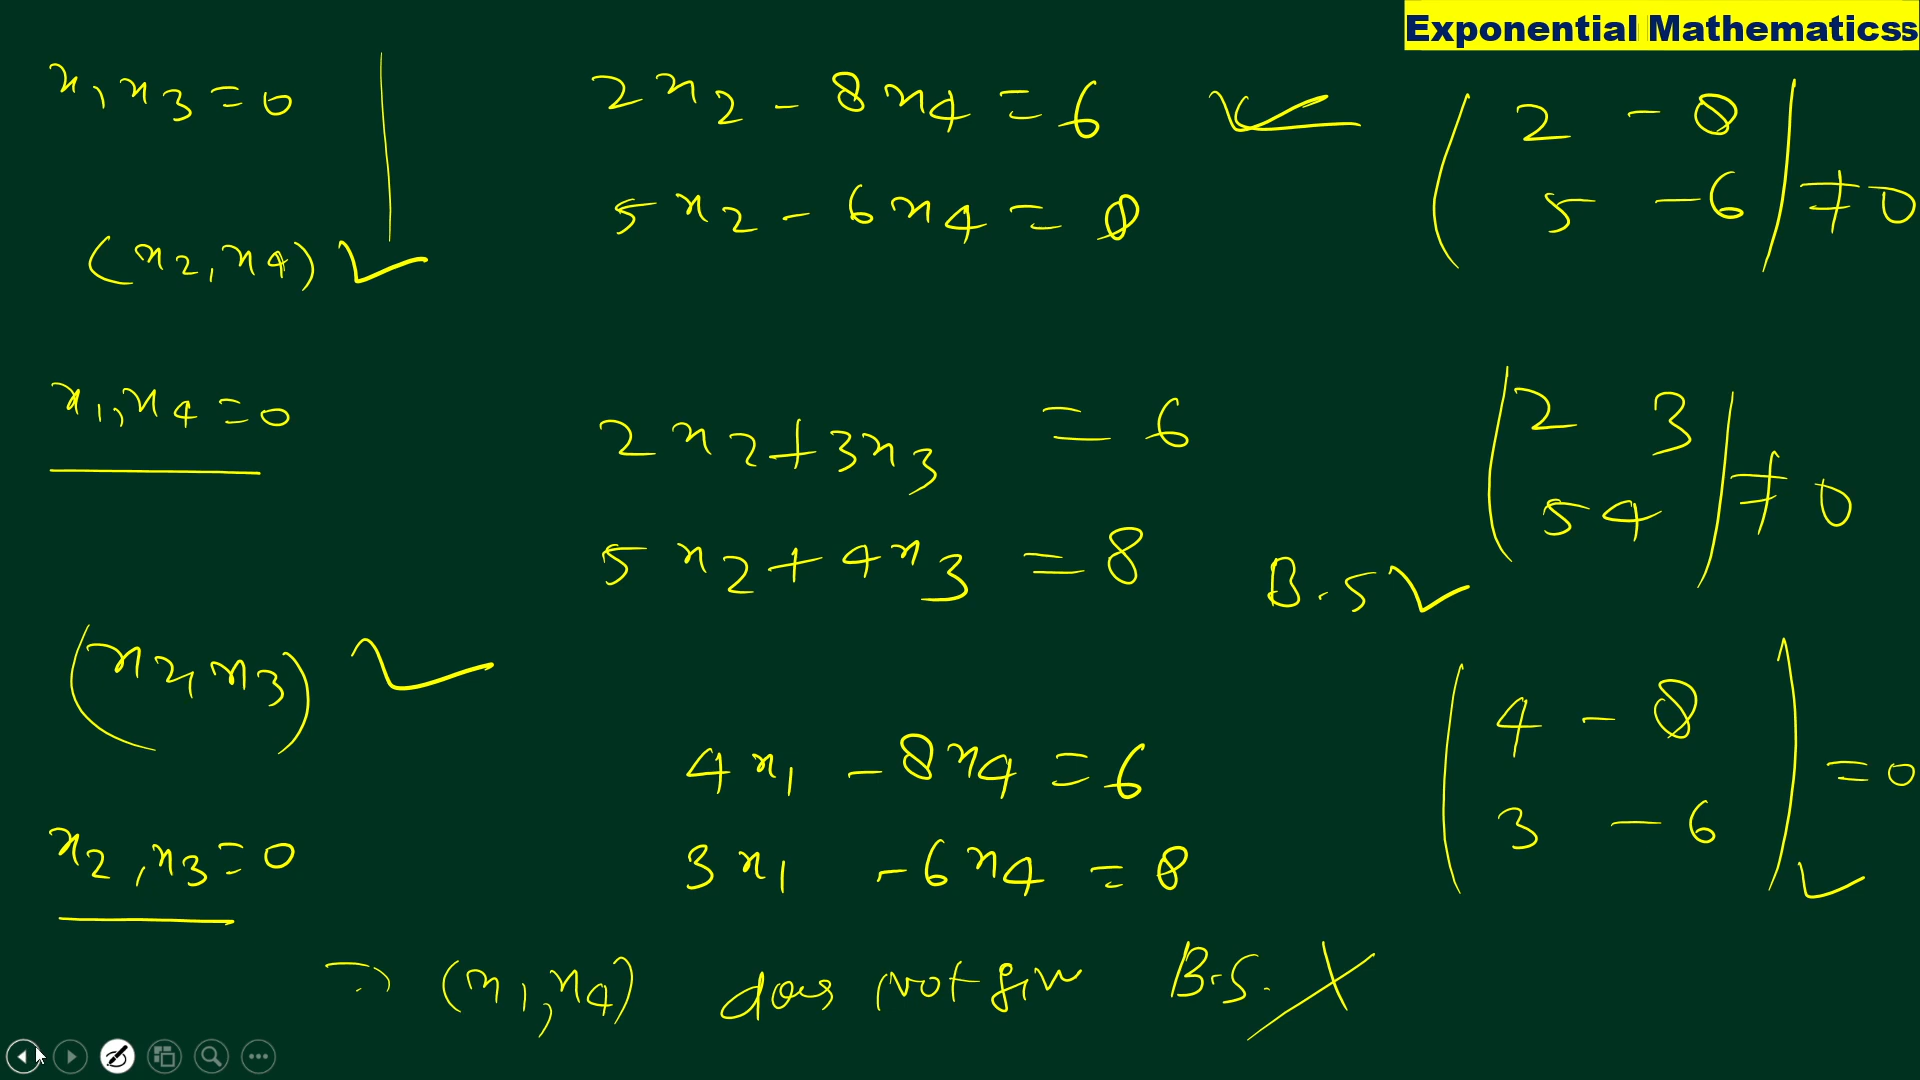 Exponential Mathematicss
x1, x3 = 0
2x2 - 8x4 = 6
| 2 -8 |
5x2 - 6x4 = 8
| 5 -6 | ≠ 0
(x2, x4) ✓
x1, x4 = 0
2x2 + 3x3 = 6
| 2 3 |
| 5 4 | ≠ 0
5x2 + 4x3 = 8
B.S ✓
(x2, x3) ✓
4x1 - 8x4 = 6
| 4 -8 |
| 3 -6 | = 0
x2, x3 = 0
3x1 - 6x4 = 8
⇒ (x1, x4) does not give B.S. X